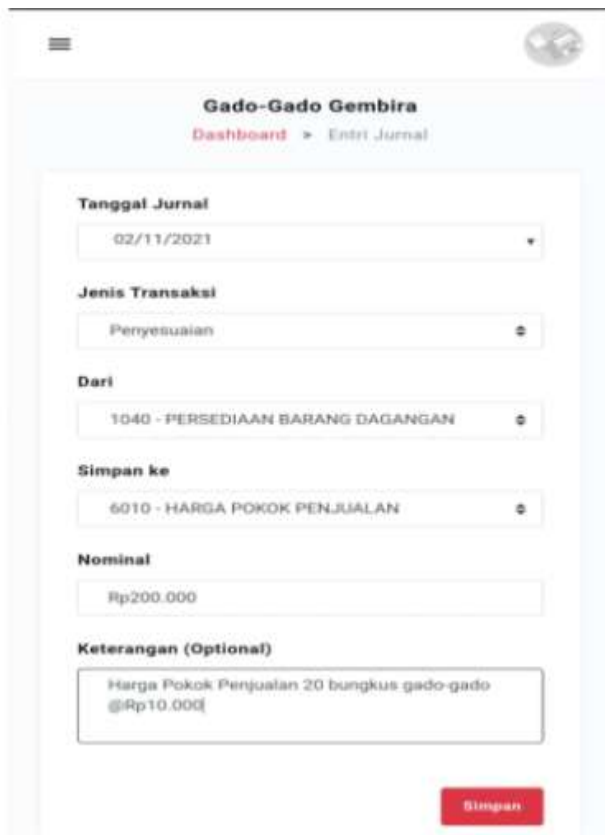 Gado-Gado Gembira
Dashboard » Entri Jurnal
Tanggal Jurnal
02/11/2021
Jenis Transaksi
Penyesuaian
Dari
1040 - PERSEDIAAN BARANG DAGANGAN
Simpan ke
6010 - HARGA POKOK PENJUALAN
Nominal
Rp200.000
Keterangan (Optional)
Harga Pokok Penjualan 20 bungkus gado-gado
@Rp10.000
Simpan